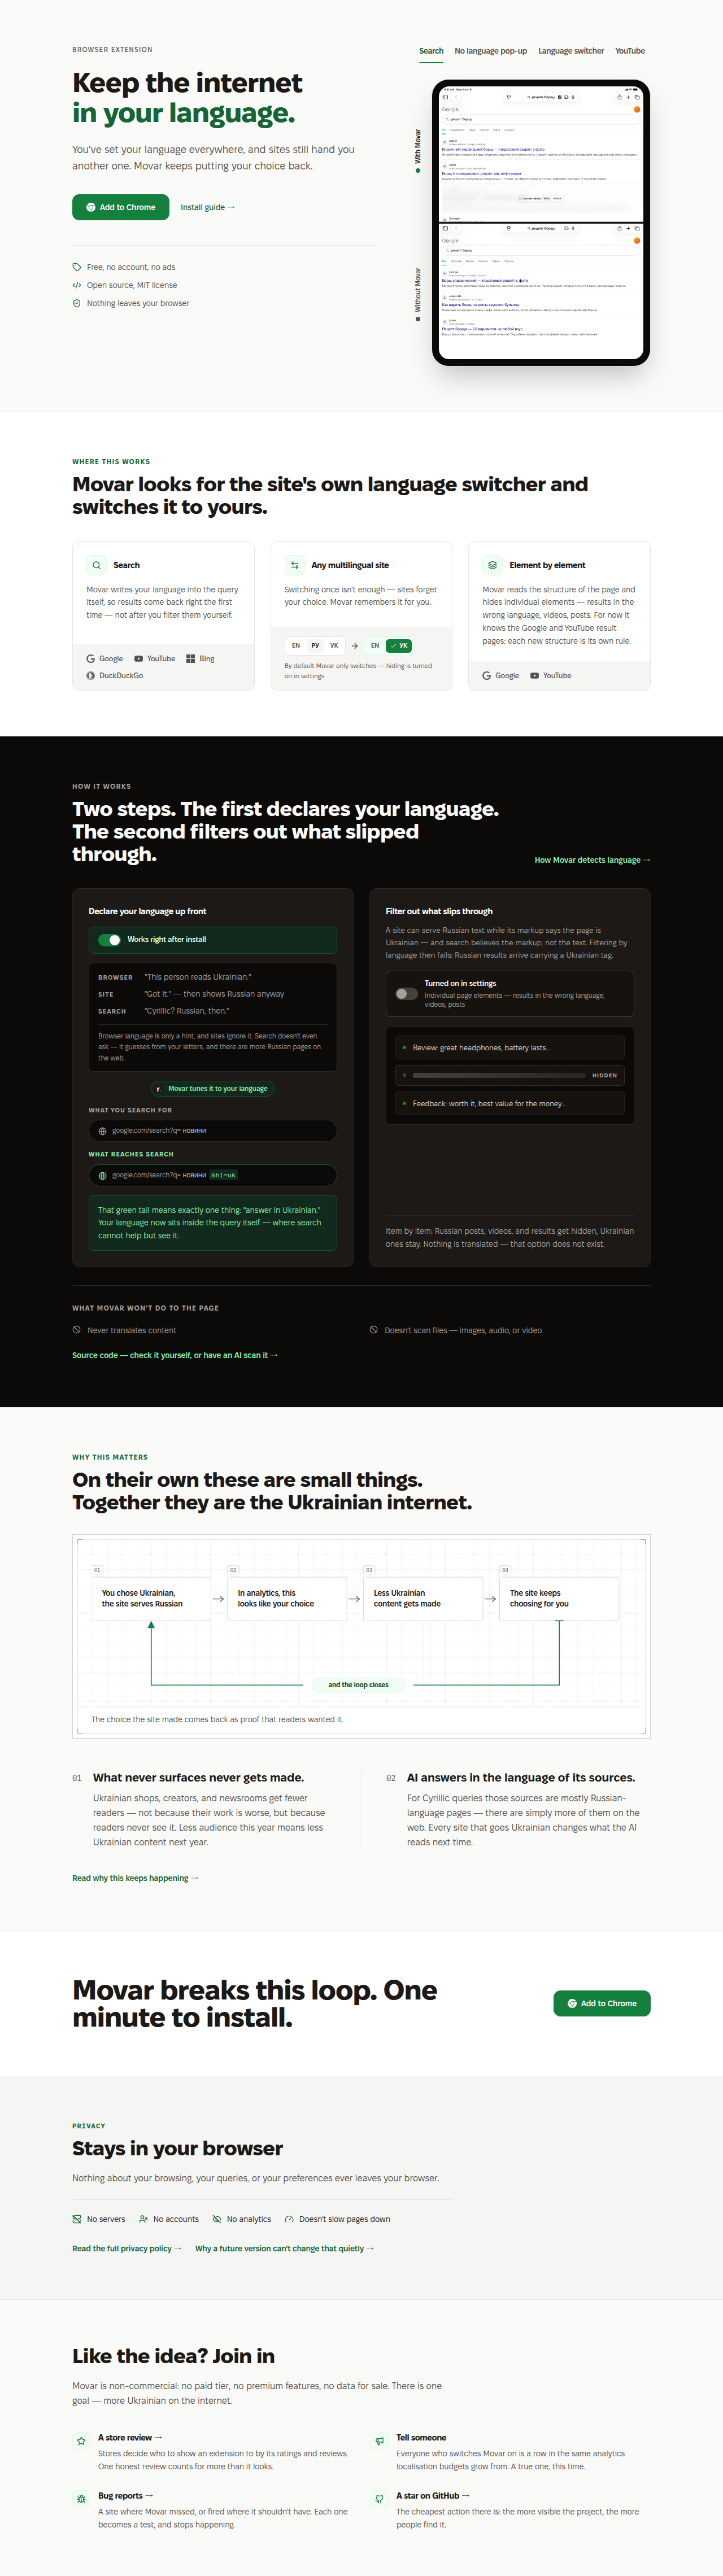 BROWSER EXTENSION
Keep the internet
in your language.
You've set your language everywhere, and sites still hand you
another one. Movar keeps putting your choice back.
Add to Chrome
Install guide →
Free, no account, no ads
Open source, MIT license
Nothing leaves your browser
Search
No language pop-up
Language switcher
YouTube
With Movar
Without Movar
Google
рецепт борщу
Google
рецепт борщу
WHERE THIS WORKS
Movar looks for the site's own language switcher and
switches it to yours.
Search
Movar writes your language into the query
itself, so results come back right the first
time — not after you filter them yourself.
Google
YouTube
Bing
DuckDuckGo
Any multilingual site
Switching once isn't enough — sites forget
your choice. Movar remembers it for you.
EN РУ УК → EN ✓ УК
By default Movar only switches — hiding is turned
on in settings
Element by element
Movar reads the structure of the page and
hides individual elements — results in the
wrong language, videos, posts. For now it
knows the Google and YouTube result
pages; each new structure is its own rule.
Google
YouTube
HOW IT WORKS
Two steps. The first declares your language.
The second filters out what slipped
through.
How Movar detects language →
Declare your language up front
Works right after install
BROWSER "This person reads Ukrainian."
SITE "Got it." — then shows Russian anyway
SEARCH "Cyrillic? Russian, then."
Browser language is only a hint, and sites ignore it. Search doesn't even
ask — it guesses from your letters, and there are more Russian pages on
the web.
Movar tunes it to your language
WHAT YOU SEARCH FOR
google.com/search?q= новини
WHAT REACHES SEARCH
google.com/search?q= новини &hl=uk
That green tail means exactly one thing: "answer in Ukrainian."
Your language now sits inside the query itself — where search
cannot help but see it.
Filter out what slips through
A site can serve Russian text while its markup says the page is
Ukrainian — and search believes the markup, not the text. Filtering by
language then fails: Russian results arrive carrying a Ukrainian tag.
Turned on in settings
Individual page elements — results in the wrong language,
videos, posts
Review: great headphones, battery lasts...
HIDDEN
Feedback: worth it, best value for the money...
Item by item: Russian posts, videos, and results get hidden, Ukrainian
ones stay. Nothing is translated — that option does not exist.
WHAT MOVAR WON'T DO TO THE PAGE
Never translates content
Doesn't scan files — images, audio, or video
Source code — check it yourself, or have an AI scan it →
WHY THIS MATTERS
On their own these are small things.
Together they are the Ukrainian internet.
01
You chose Ukrainian,
the site serves Russian
02
In analytics, this
looks like your choice
03
Less Ukrainian
content gets made
04
The site keeps
choosing for you
and the loop closes
The choice the site made comes back as proof that readers wanted it.
01 What never surfaces never gets made.
Ukrainian shops, creators, and newsrooms get fewer
readers — not because their work is worse, but because
readers never see it. Less audience this year means less
Ukrainian content next year.
02 AI answers in the language of its sources.
For Cyrillic queries those sources are mostly Russian-
language pages — there are simply more of them on the
web. Every site that goes Ukrainian changes what the AI
reads next time.
Read why this keeps happening →
Movar breaks this loop. One
minute to install.
Add to Chrome
PRIVACY
Stays in your browser
Nothing about your browsing, your queries, or your preferences ever leaves your browser.
No servers
No accounts
No analytics
Doesn't slow pages down
Read the full privacy policy →
Why a future version can't change that quietly →
Like the idea? Join in
Movar is non-commercial: no paid tier, no premium features, no data for sale. There is one
goal — more Ukrainian on the internet.
A store review →
Stores decide who to show an extension to by its ratings and reviews.
One honest review counts for more than it looks.
Tell someone
Everyone who switches Movar on is a row in the same analytics
localisation budgets grow from. A true one, this time.
Bug reports →
A site where Movar missed, or fired where it shouldn't have. Each one
becomes a test, and stops happening.
A star on GitHub →
The cheapest action there is: the more visible the project, the more
people find it.